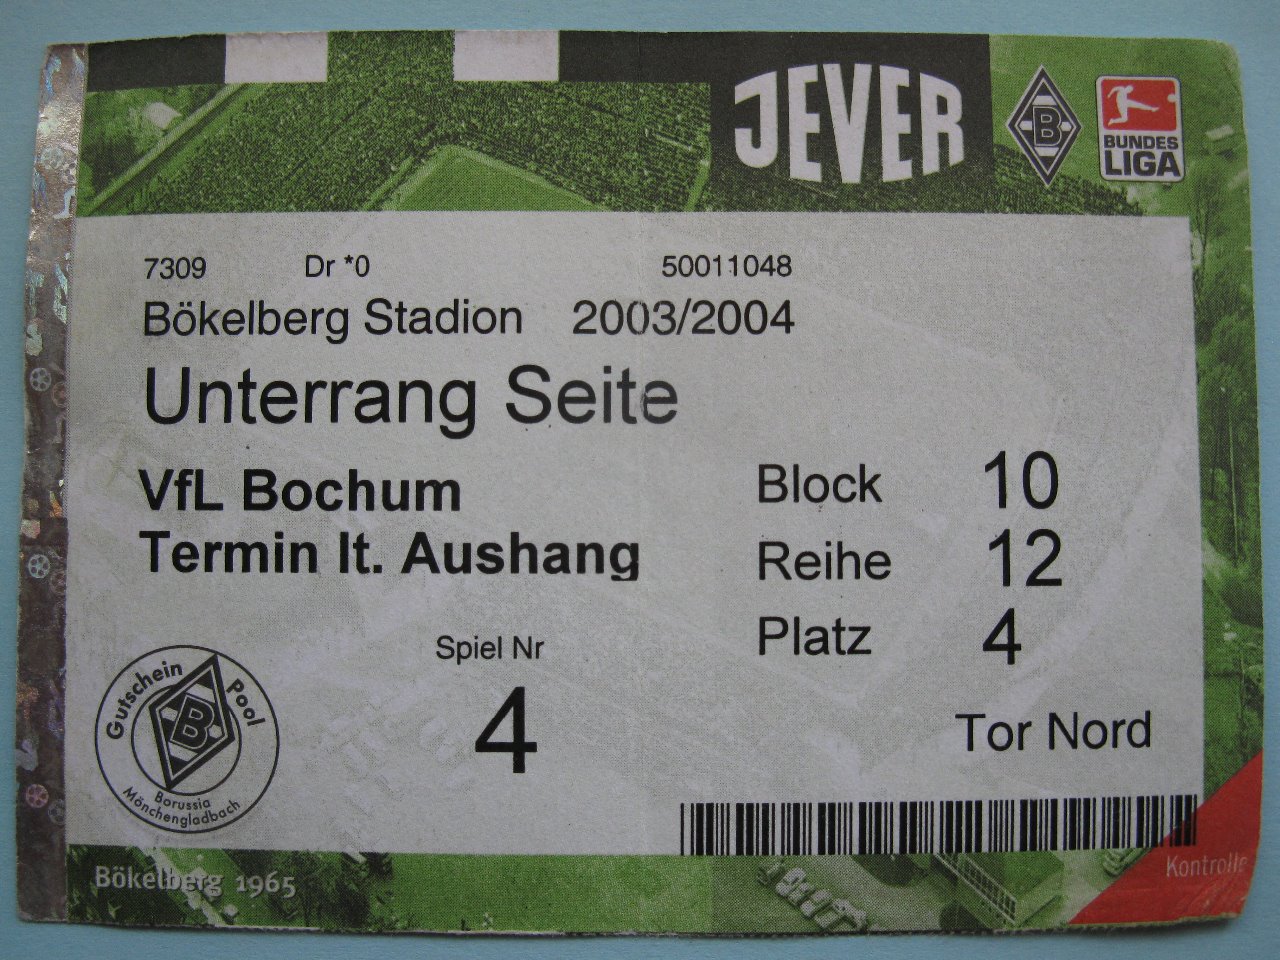 JEVER
B
BUNDES
LIGA
7309 Dr *0 50011048
Bökelberg Stadion 2003/2004
Unterrang Seite
VfL Bochum
Termin lt. Aushang
Block 10
Reihe 12
Platz 4
Spiel Nr
4
Tor Nord
Gutschein Pool
B
Borussia
Mönchengladbach
Bökelberg 1965
Kontrolle